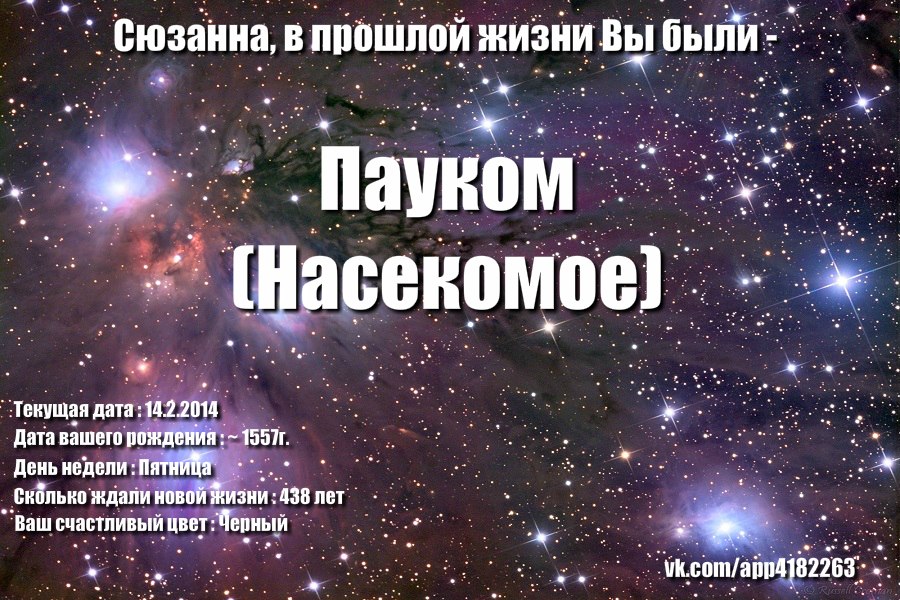 Сюзанна, в прошлой жизни Вы были -
Пауком
(Насекомое)
Текущая дата : 14.2.2014
Дата вашего рождения : ~ 1557г.
День недели : Пятница
Сколько ждали новой жизни : 438 лет
Ваш счастливый цвет : Черный
vk.com/app4182263